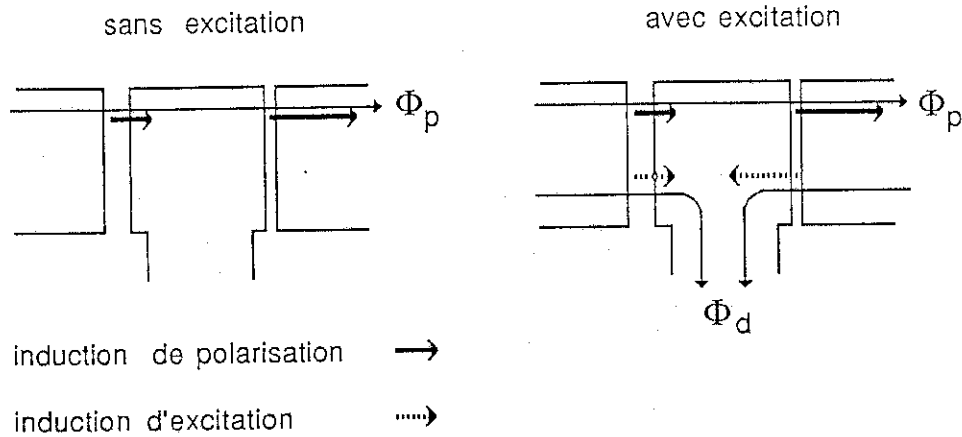 sans excitation
avec excitation
Φp
Φp
Φd
induction de polarisation
induction d'excitation